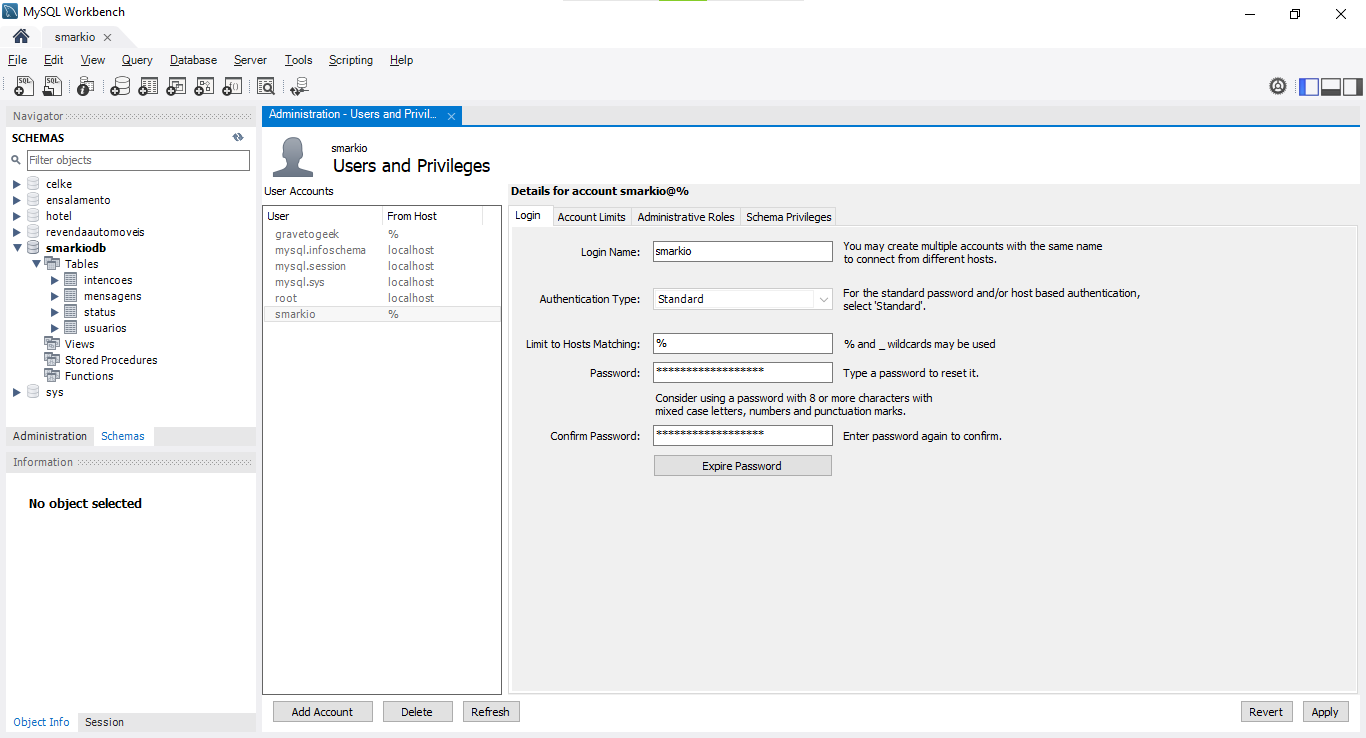 MySQL Workbench
smarkio
File Edit View Query Database Server Tools Scripting Help
Navigator
SCHEMAS
Filter objects
celke
ensalamento
hotel
revendaautomoveis
smarkiodb
Tables
intencoes
mensagens
status
usuarios
Views
Stored Procedures
Functions
sys
Administration Schemas
Information
No object selected
Object Info Session
Administration - Users and Privil...
smarkio
Users and Privileges
User Accounts
User From Host
gravetogeek %
mysql.infoschema localhost
mysql.session localhost
mysql.sys localhost
root localhost
smarkio %
Add Account Delete Refresh
Details for account smarkio@%
Login Account Limits Administrative Roles Schema Privileges
Login Name: smarkio You may create multiple accounts with the same name
to connect from different hosts.
Authentication Type: Standard For the standard password and/or host based authentication,
select 'Standard'.
Limit to Hosts Matching: % % and _ wildcards may be used
Password: ****************** Type a password to reset it.
Consider using a password with 8 or more characters with
mixed case letters, numbers and punctuation marks.
Confirm Password: ****************** Enter password again to confirm.
Expire Password
Revert Apply